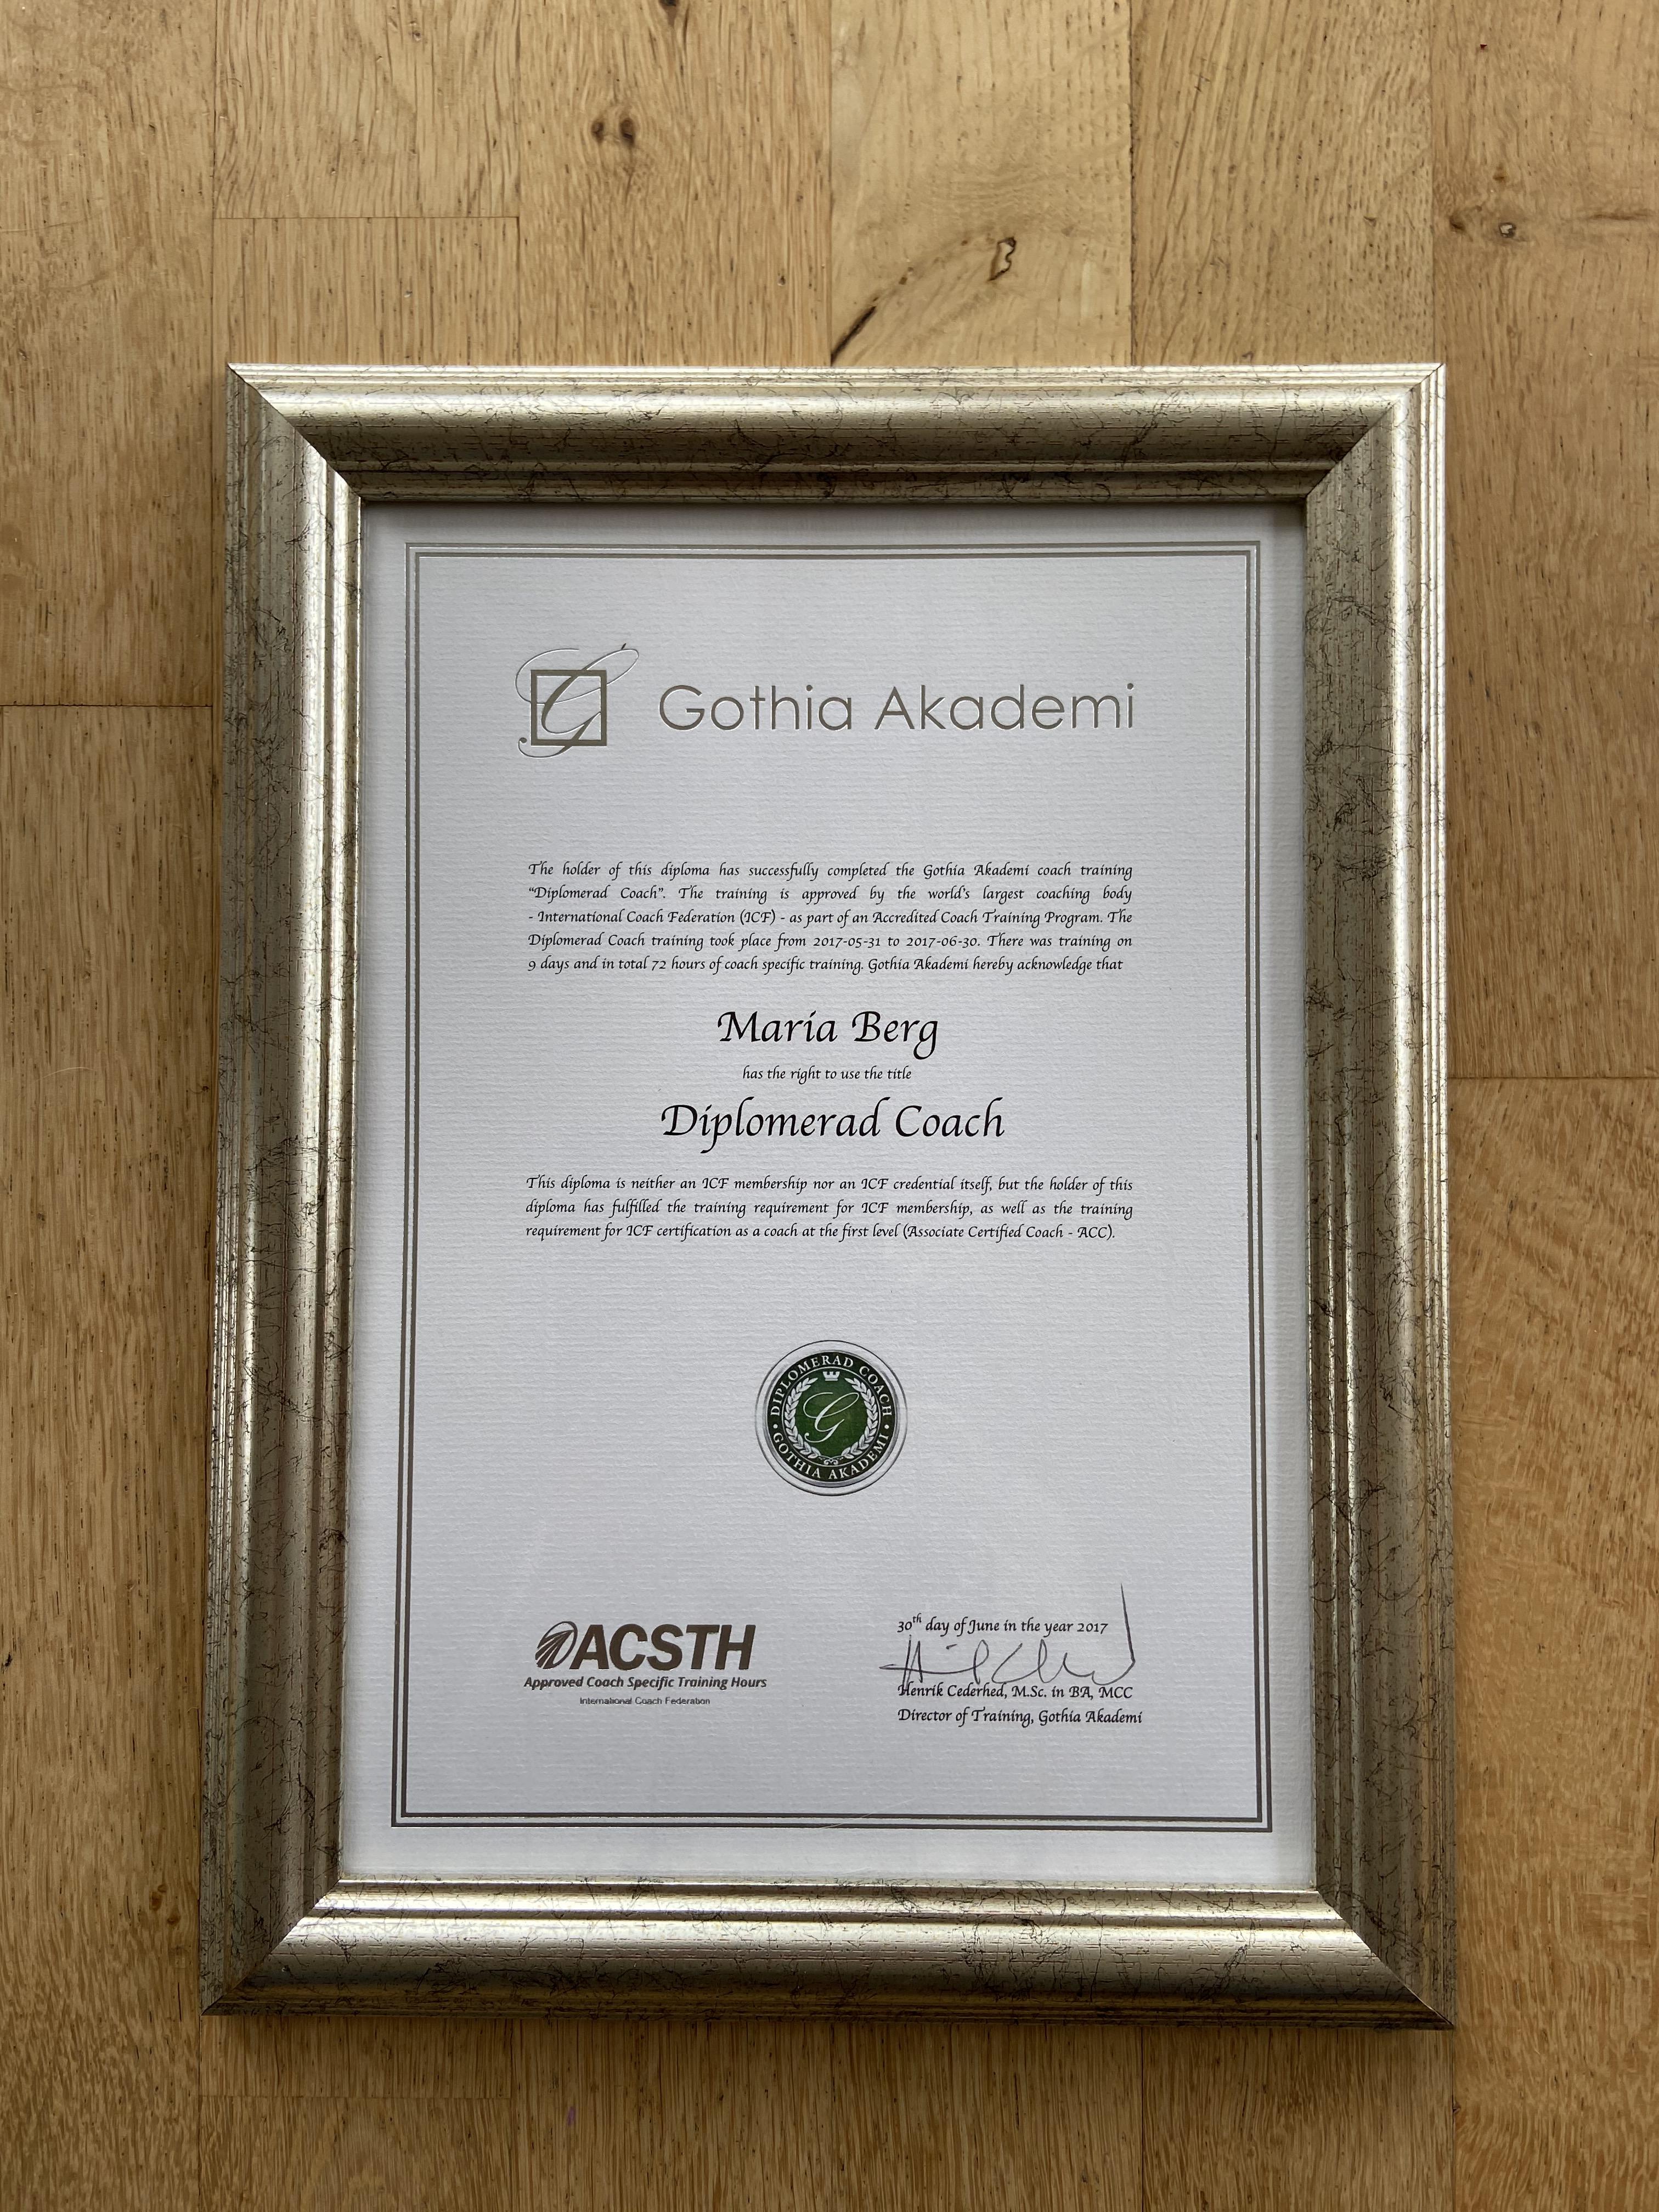 Gothia Akademi
The holder of this diploma has successfully completed the Gothia Akademi coach training
"Diplomerad Coach". The training is approved by the world's largest coaching body
- International Coach Federation (ICF) - as part of an Accredited Coach Training Program. The
Diplomerad Coach training took place from 2017-05-31 to 2017-06-30. There was training on
9 days and in total 72 hours of coach specific training. Gothia Akademi hereby acknowledge that
Maria Berg
has the right to use the title
Diplomerad Coach
This diploma is neither an ICF membership nor an ICF credential itself, but the holder of this
diploma has fulfilled the training requirement for ICF membership, as well as the training
requirement for ICF certification as a coach at the first level (Associate Certified Coach - ACC).
DIPLOMERAD COACH
G
GOTHIA AKADEMI
ACSTH
Approved Coach Specific Training Hours
International Coach Federation
30th day of June in the year 2017
Henrik Cederhed, M.Sc. in BA, MCC
Director of Training, Gothia Akademi